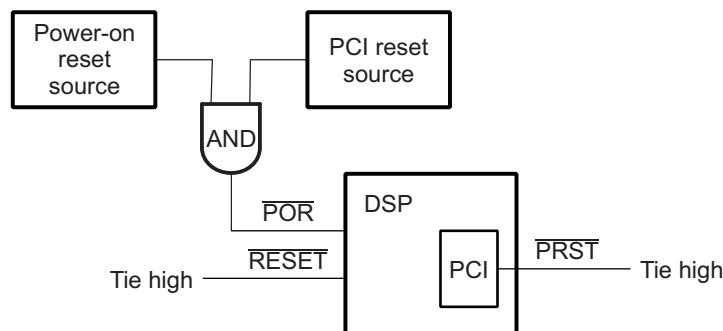 Power-on
reset
source
PCI reset
source
AND
POR
DSP
RESET
PRST
PCI
Tie high
Tie high